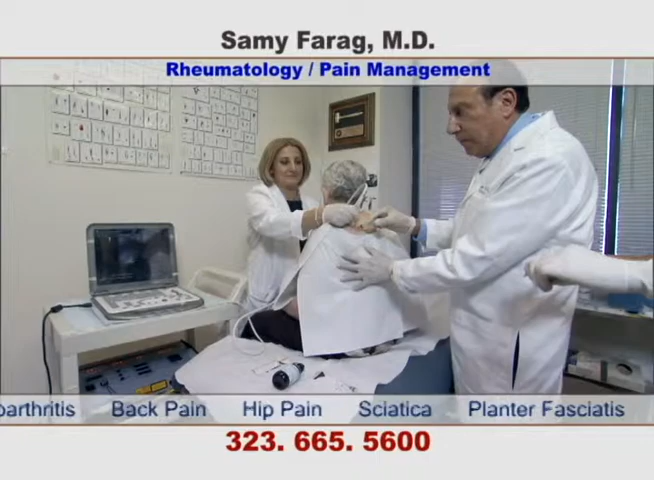 Samy Farag, M.D.
Rheumatology / Pain Management
oarthritis Back Pain Hip Pain Sciatica Planter Fasciatis
323. 665. 5600